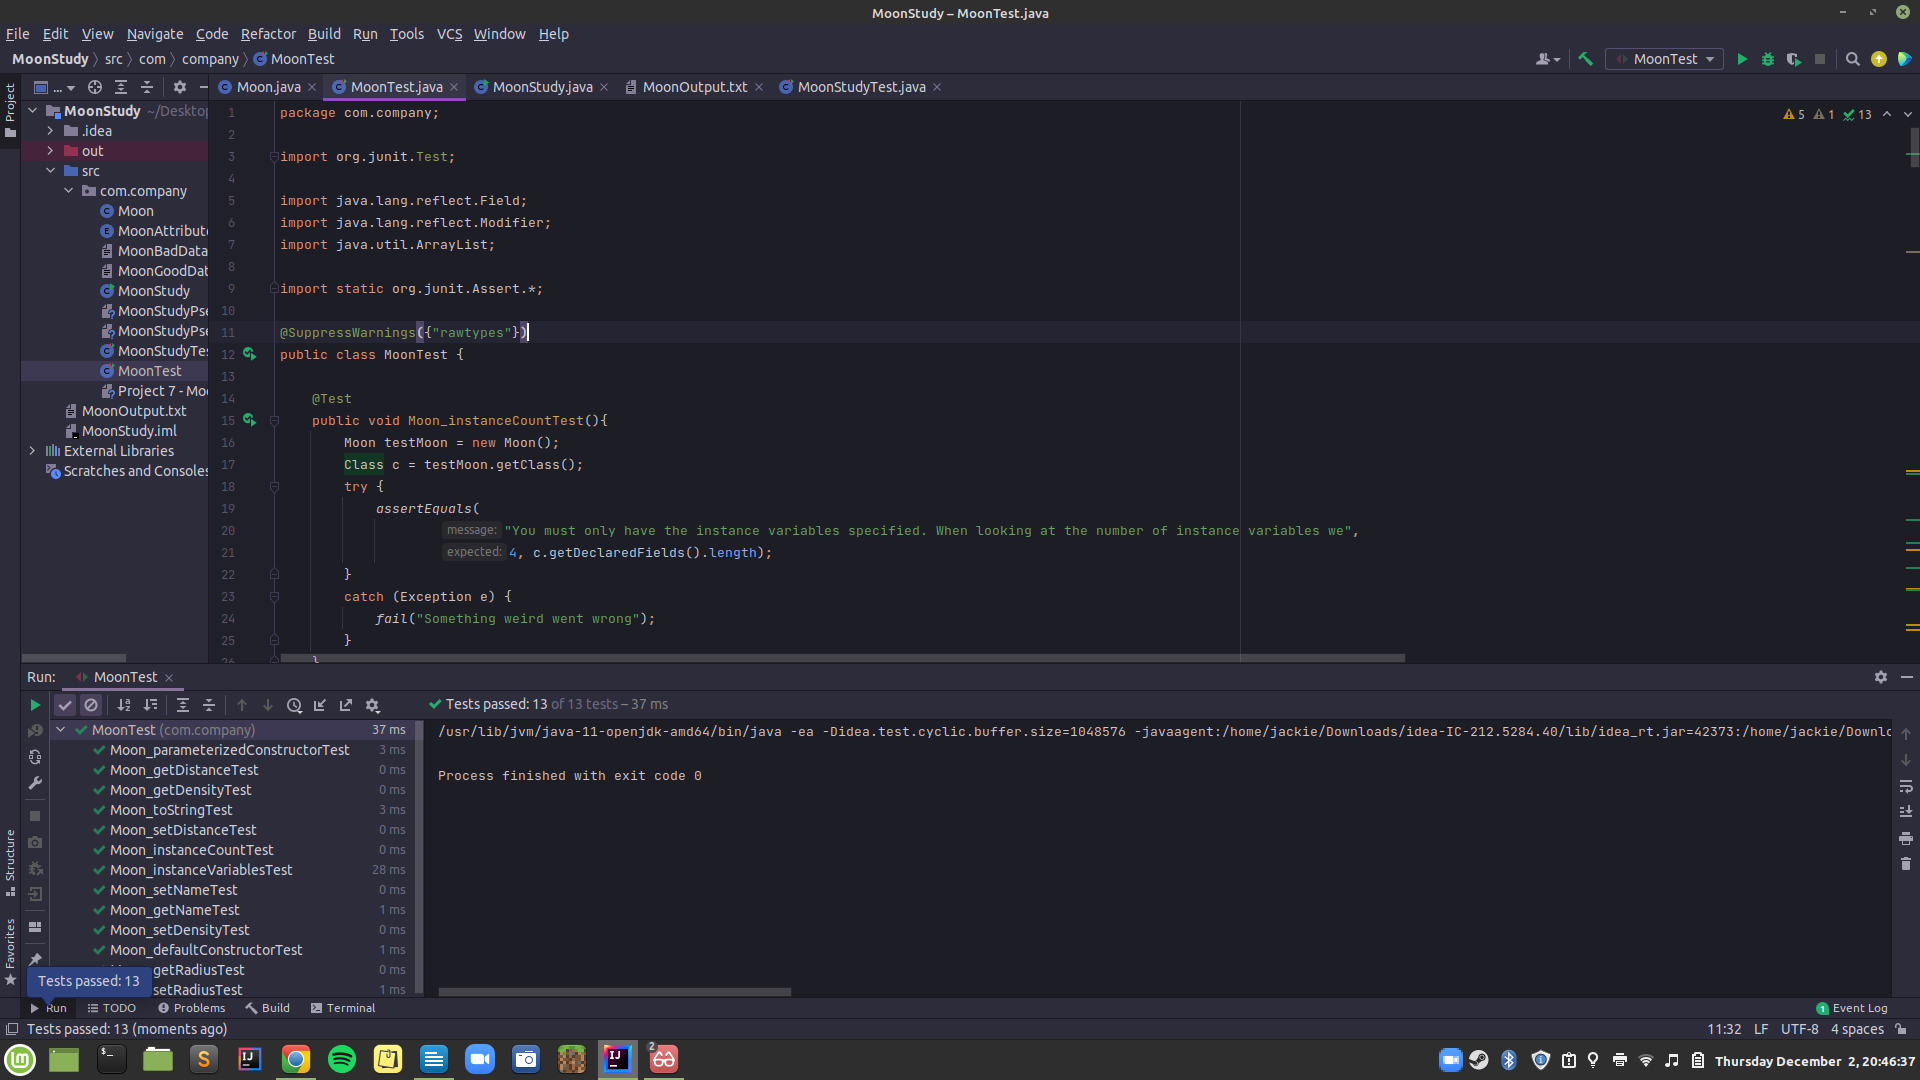 MoonStudy – MoonTest.java
File Edit View Navigate Code Refactor Build Run Tools VCS Window Help
MoonStudy src com company MoonTest
MoonTest
Project
...
Moon.java MoonTest.java MoonStudy.java MoonOutput.txt MoonStudyTest.java
MoonStudy ~/Desktop
.idea
out
src
com.company
Moon
MoonAttribute
MoonBadData
MoonGoodDat
MoonStudy
MoonStudyPse
MoonStudyPse
MoonStudyTes
MoonTest
Project 7 - Moo
MoonOutput.txt
MoonStudy.iml
External Libraries
Scratches and Consoles
5 1 13
1 package com.company;
2
3 import org.junit.Test;
4
5 import java.lang.reflect.Field;
6 import java.lang.reflect.Modifier;
7 import java.util.ArrayList;
8
9 import static org.junit.Assert.*;
10
11 @SuppressWarnings({"rawtypes"})
12 public class MoonTest {
13
14 @Test
15 public void Moon_instanceCountTest(){
16 Moon testMoon = new Moon();
17 Class c = testMoon.getClass();
18 try {
19 assertEquals(
20 message: "You must only have the instance variables specified. When looking at the number of instance variables we",
21 expected: 4, c.getDeclaredFields().length);
22 }
23 catch (Exception e) {
24 fail("Something weird went wrong");
25 }
26 }
Run: MoonTest
Tests passed: 13 of 13 tests – 37 ms
MoonTest (com.company) 37 ms
Moon_parameterizedConstructorTest 3 ms
Moon_getDistanceTest 0 ms
Moon_getDensityTest 0 ms
Moon_toStringTest 3 ms
Moon_setDistanceTest 0 ms
Moon_instanceCountTest 0 ms
Moon_instanceVariablesTest 28 ms
Moon_setNameTest 0 ms
Moon_getNameTest 1 ms
Moon_setDensityTest 0 ms
Moon_defaultConstructorTest 1 ms
getRadiusTest 0 ms
setRadiusTest 1 ms
Tests passed: 13
/usr/lib/jvm/java-11-openjdk-amd64/bin/java -ea -Didea.test.cyclic.buffer.size=1048576 -javaagent:/home/jackie/Downloads/idea-IC-212.5284.40/lib/idea_rt.jar=42373:/home/jackie/Downlo
Process finished with exit code 0
Structure
Favorites
Run TODO Problems Build Terminal
1 Event Log
Tests passed: 13 (moments ago)
11:32 LF UTF-8 4 spaces
2
Thursday December 2, 20:46:37